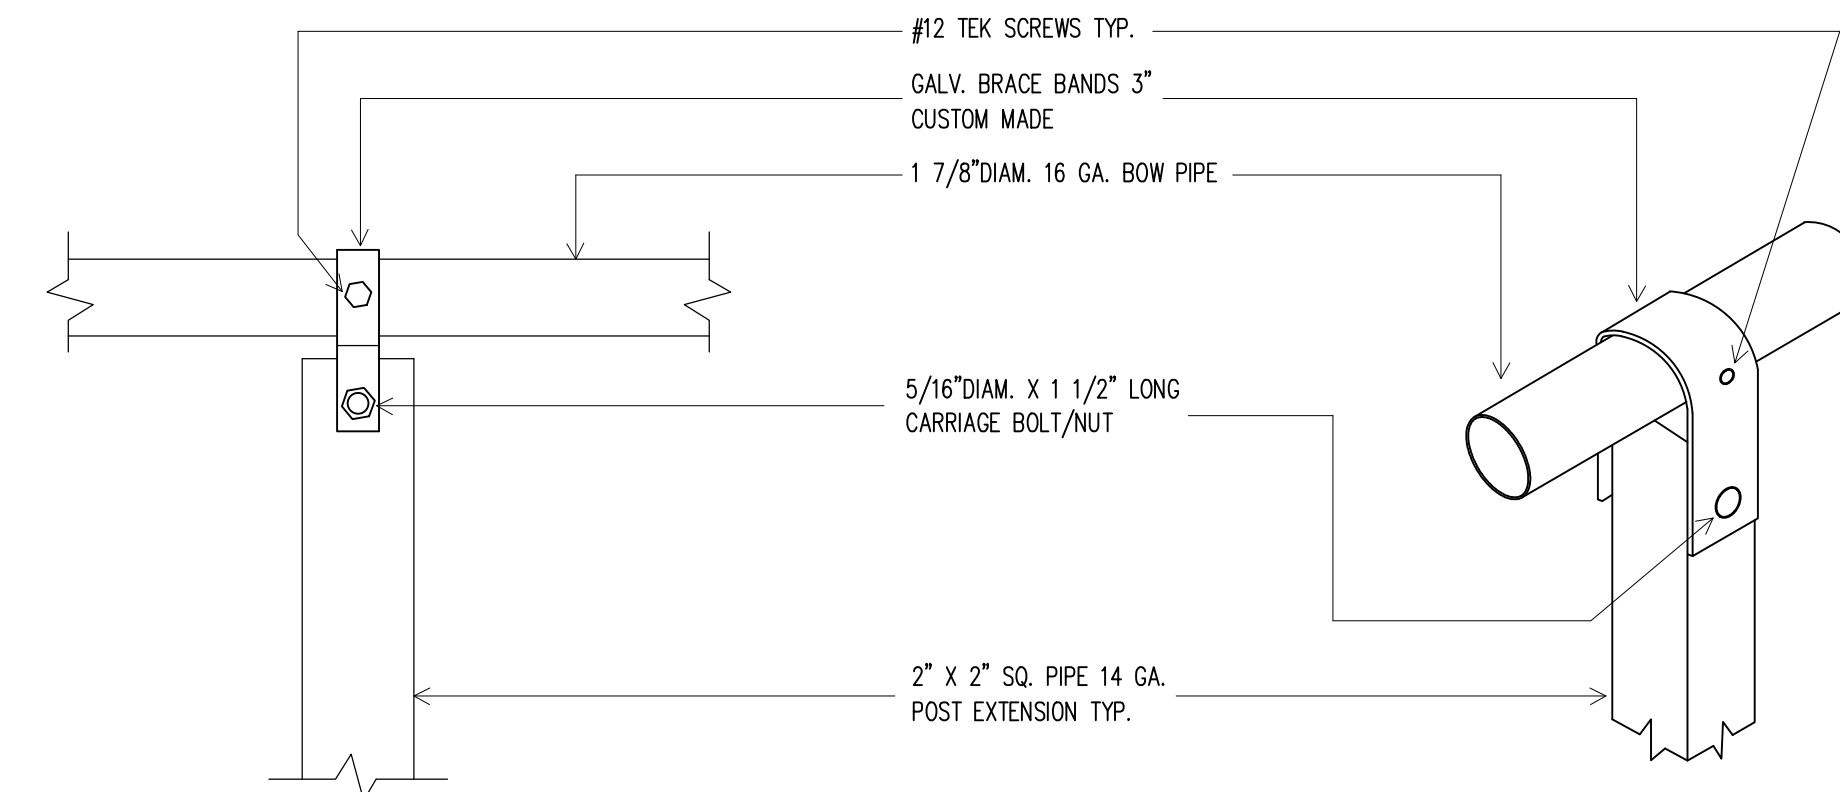 #12 TEK SCREWS TYP.
GALV. BRACE BANDS 3"
CUSTOM MADE
1 7/8"DIAM. 16 GA. BOW PIPE
5/16"DIAM. X 1 1/2" LONG
CARRIAGE BOLT/NUT
2" X 2" SQ. PIPE 14 GA.
POST EXTENSION TYP.